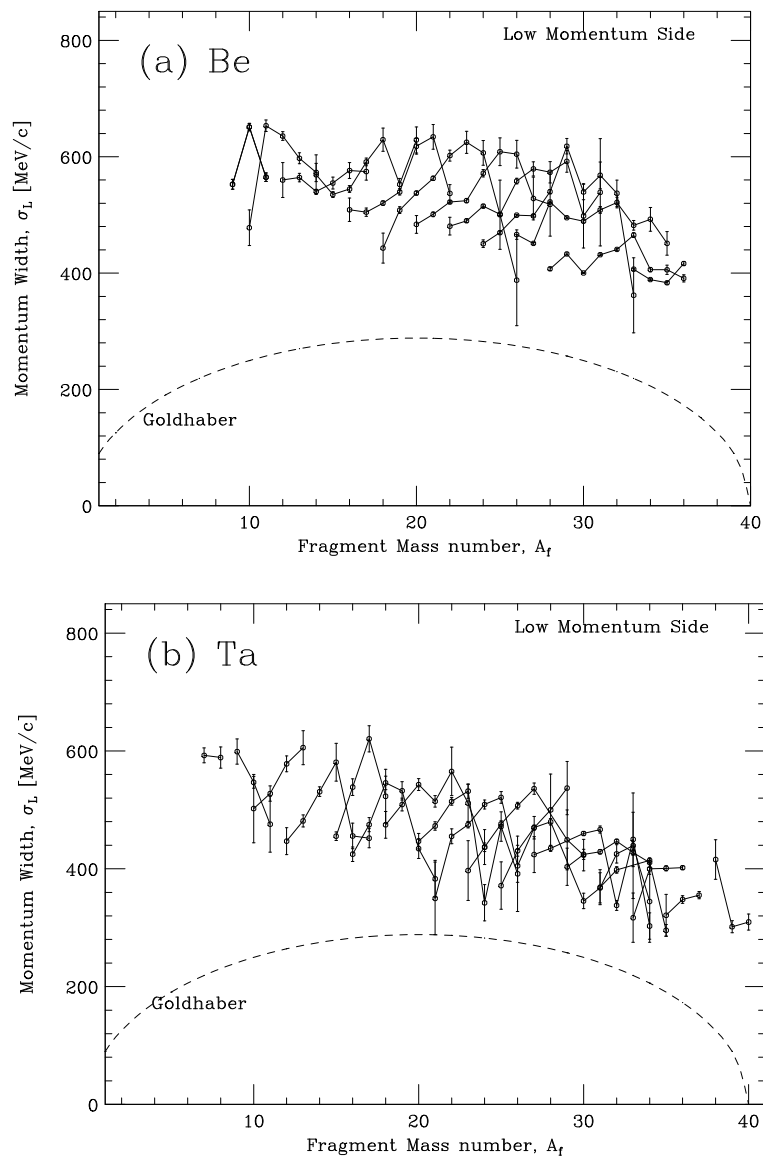 800
600
400
200
0
Momentum Width, σL [MeV/c]
(a) Be
Low Momentum Side
Goldhaber
10
20
30
40
Fragment Mass number, Af
800
600
400
200
0
Momentum Width, σL [MeV/c]
(b) Ta
Low Momentum Side
Goldhaber
10
20
30
40
Fragment Mass number, Af